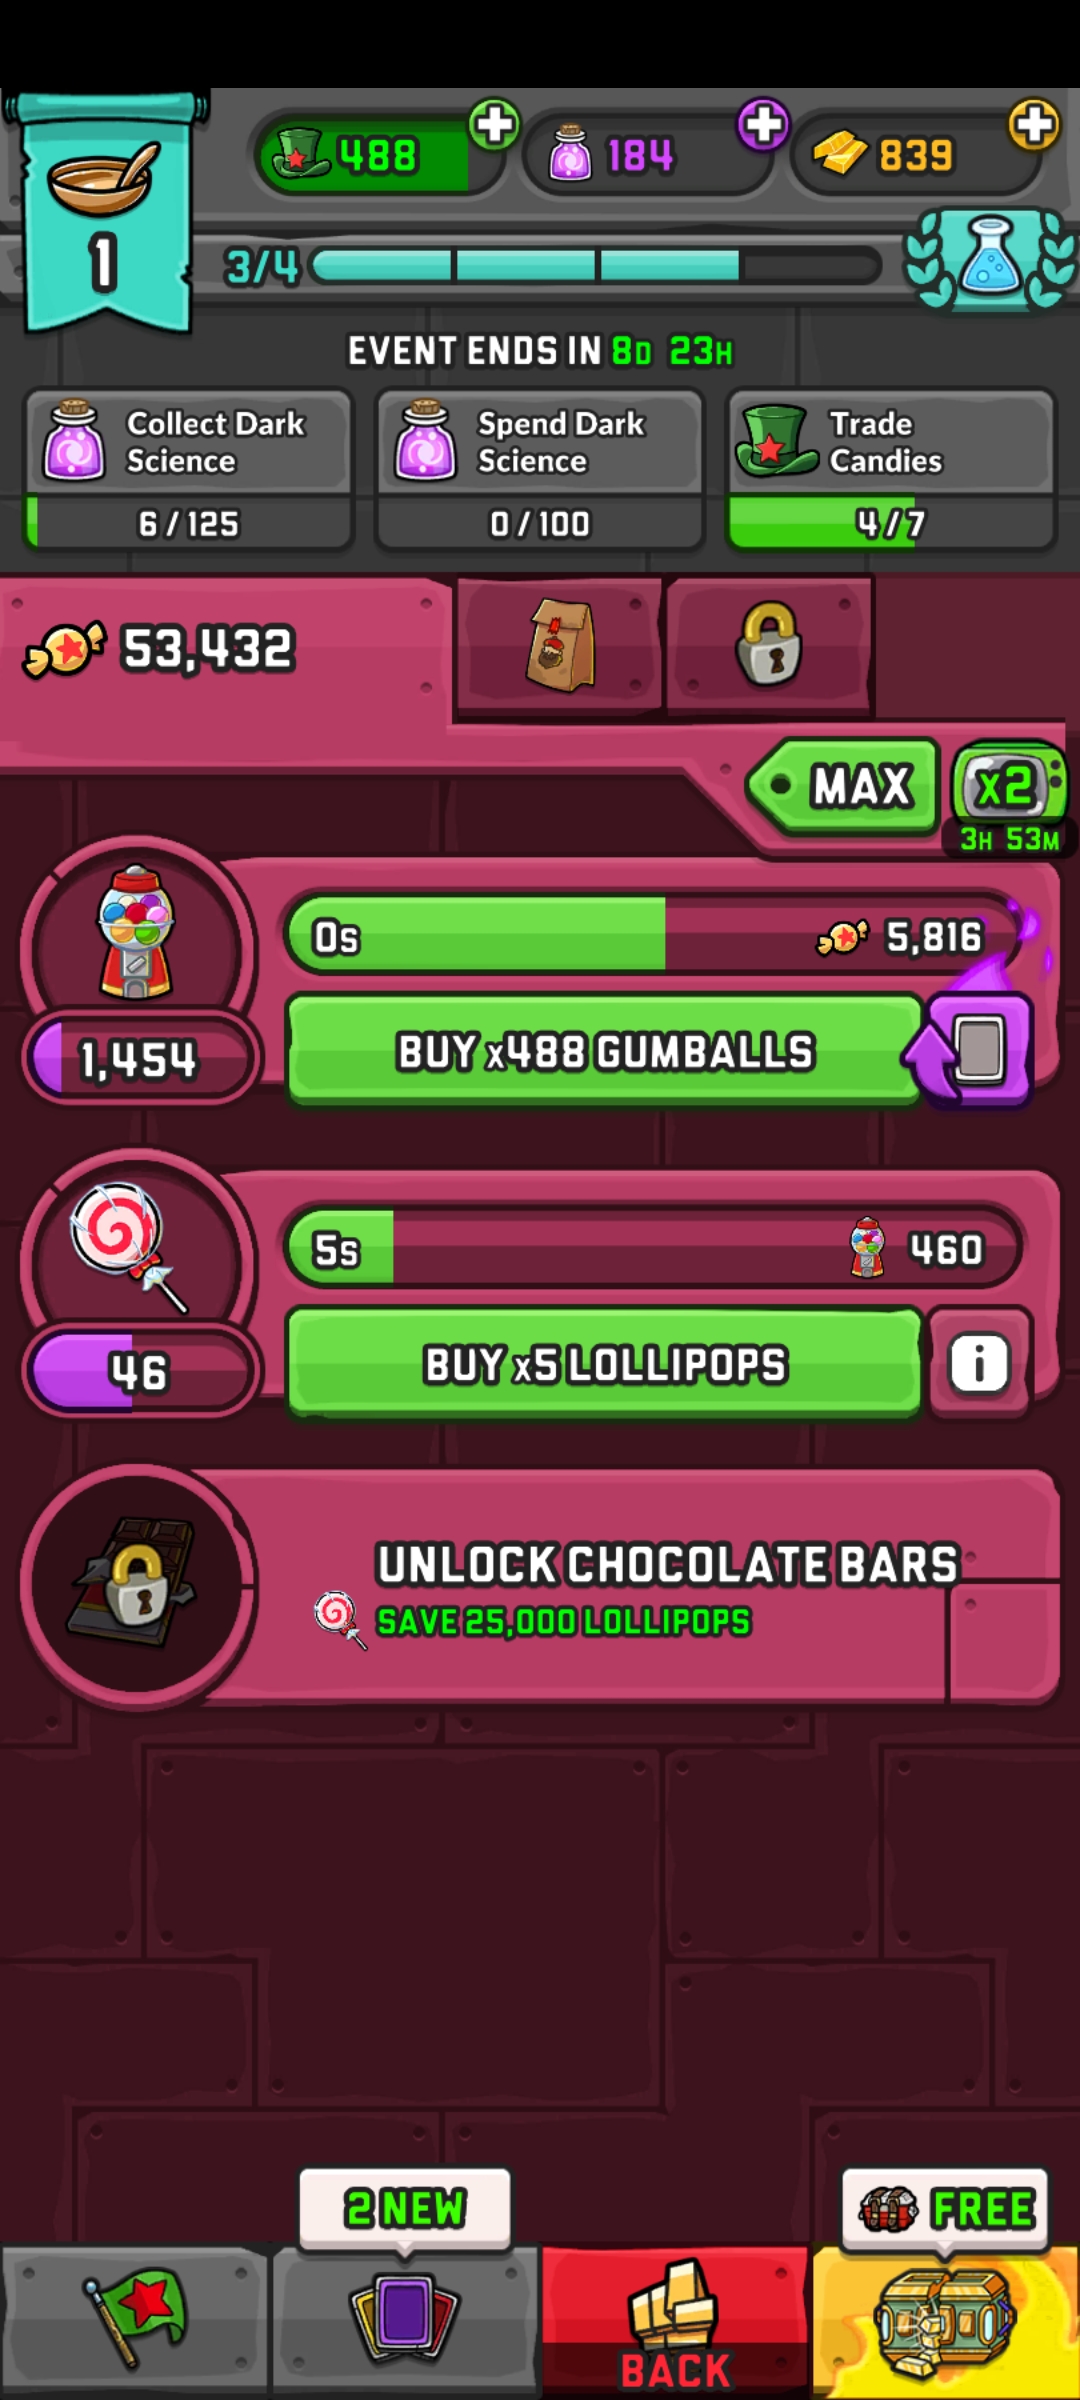 488
184
839
1
3/4
EVENT ENDS IN 8D 23H
Collect Dark
Science
6/125
Spend Dark
Science
0/100
Trade
Candies
4/7
53,432
MAX
x2
3H 53M
0s
5,816
1,454
BUY x488 GUMBALLS
5s
460
46
BUY x5 LOLLIPOPS
i
UNLOCK CHOCOLATE BARS
SAVE 25,000 LOLLIPOPS
2 NEW
FREE
BACK